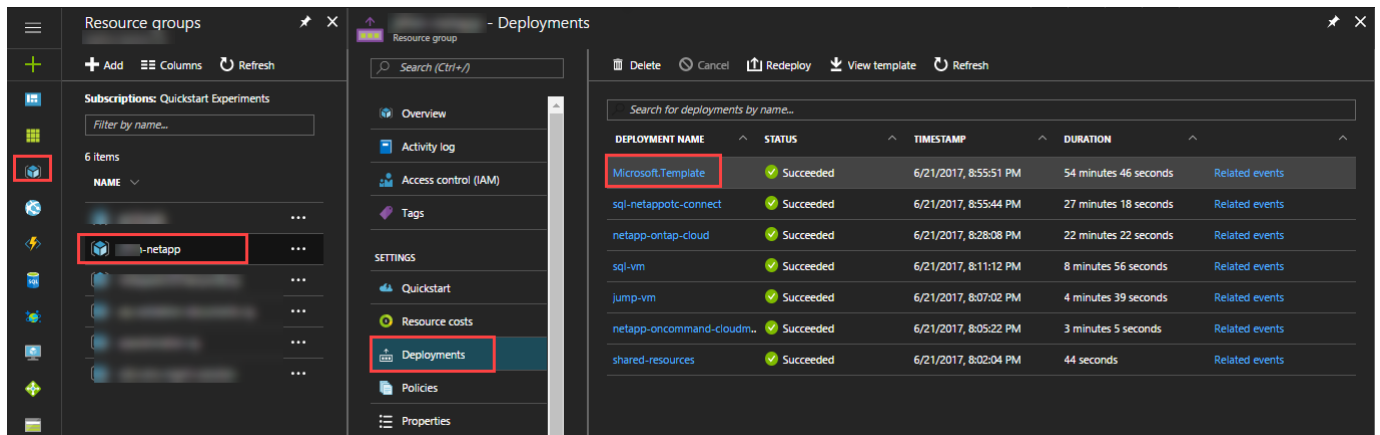 Resource groups
- Deployments
Resource group
Add Columns Refresh
Search (Ctrl+/)
Delete Cancel Redeploy View template Refresh
Subscriptions: Quickstart Experiments
Filter by name...
6 items
NAME
-netapp
Overview
Activity log
Access control (IAM)
Tags
SETTINGS
Quickstart
Resource costs
Deployments
Policies
Properties
Search for deployments by name...
DEPLOYMENT NAME STATUS TIMESTAMP DURATION
Microsoft.Template Succeeded 6/21/2017, 8:55:51 PM 54 minutes 46 seconds Related events
sql-netappotc-connect Succeeded 6/21/2017, 8:55:44 PM 27 minutes 18 seconds Related events
netapp-ontap-cloud Succeeded 6/21/2017, 8:28:08 PM 22 minutes 22 seconds Related events
sql-vm Succeeded 6/21/2017, 8:11:12 PM 8 minutes 56 seconds Related events
jump-vm Succeeded 6/21/2017, 8:07:02 PM 4 minutes 39 seconds Related events
netapp-oncommand-cloudm.. Succeeded 6/21/2017, 8:05:22 PM 3 minutes 5 seconds Related events
shared-resources Succeeded 6/21/2017, 8:02:04 PM 44 seconds Related events